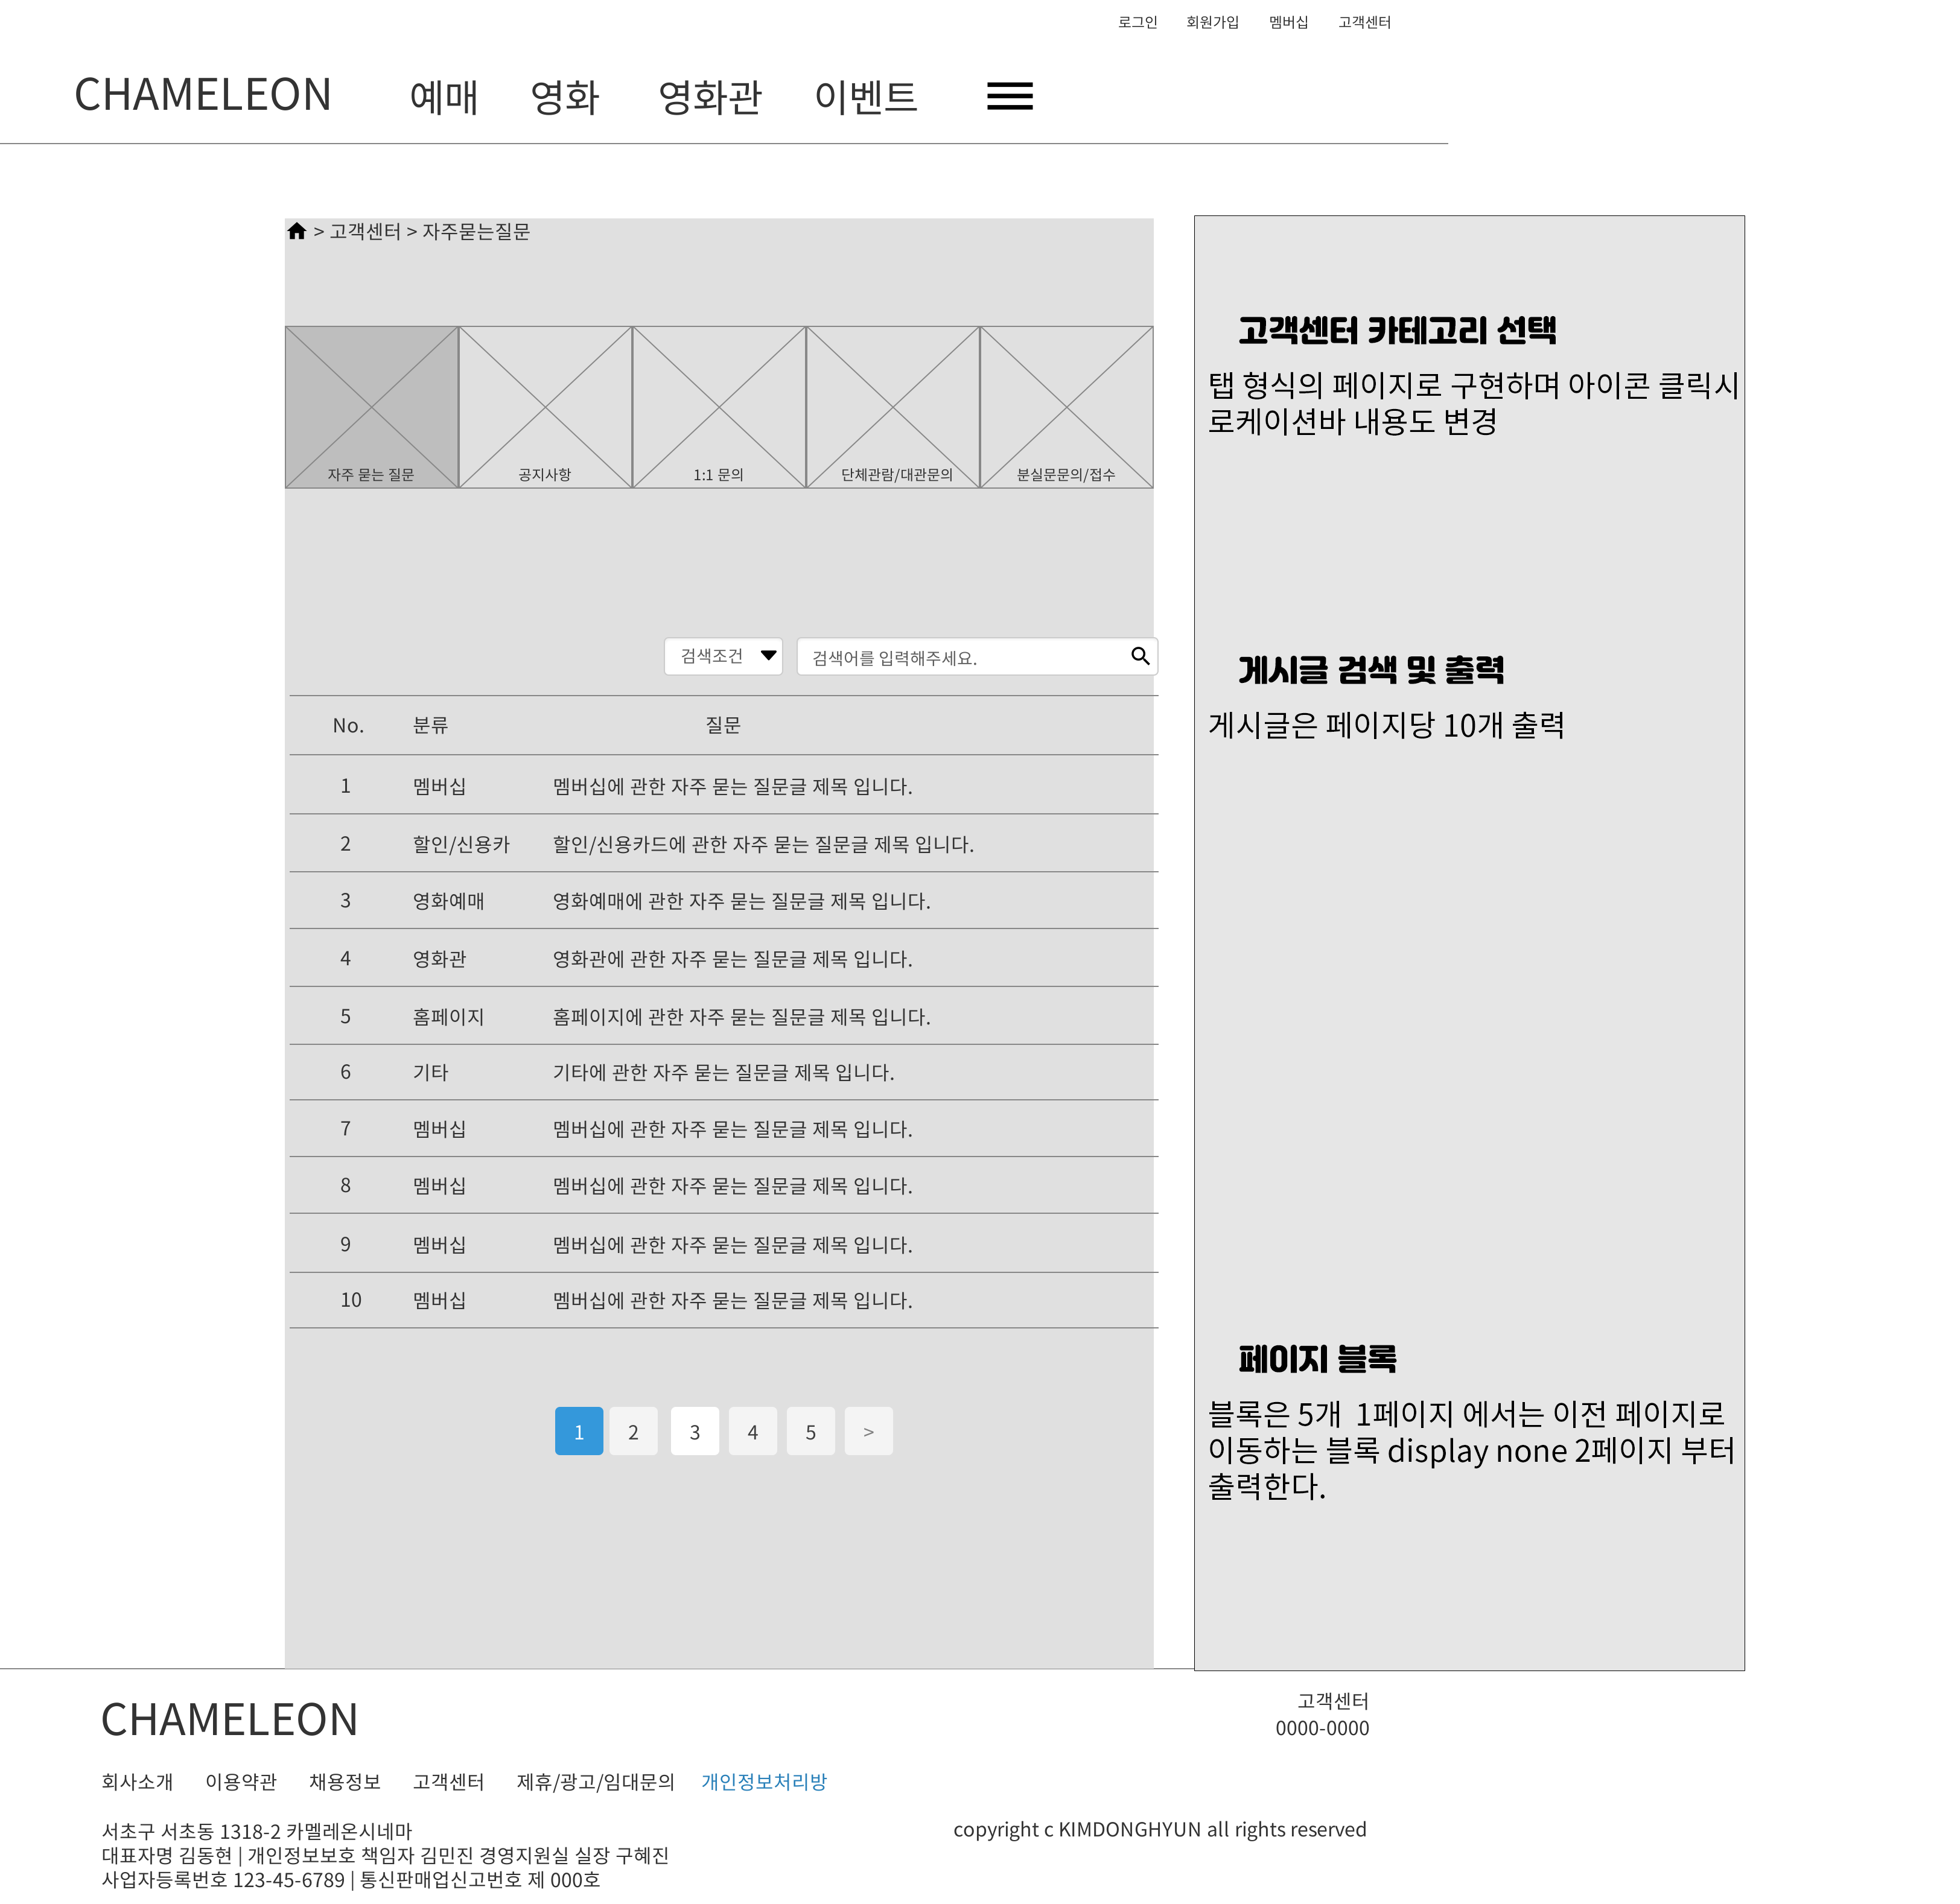 로그인 회원가입 멤버십 고객센터
CHAMELEON 예매 영화 영화관 이벤트
> 고객센터 > 자주묻는질문
자주 묻는 질문 공지사항 1:1 문의 단체관람/대관문의 분실문문의/접수
고객센터 카테고리 선택
탭 형식의 페이지로 구현하며 아이콘 클릭시
로케이션바 내용도 변경
검색조건 검색어를 입력해주세요.
No. 분류 질문
1 멤버십 멤버십에 관한 자주 묻는 질문글 제목 입니다.
2 할인/신용카 할인/신용카드에 관한 자주 묻는 질문글 제목 입니다.
3 영화예매 영화예매에 관한 자주 묻는 질문글 제목 입니다.
4 영화관 영화관에 관한 자주 묻는 질문글 제목 입니다.
5 홈페이지 홈페이지에 관한 자주 묻는 질문글 제목 입니다.
6 기타 기타에 관한 자주 묻는 질문글 제목 입니다.
7 멤버십 멤버십에 관한 자주 묻는 질문글 제목 입니다.
8 멤버십 멤버십에 관한 자주 묻는 질문글 제목 입니다.
9 멤버십 멤버십에 관한 자주 묻는 질문글 제목 입니다.
10 멤버십 멤버십에 관한 자주 묻는 질문글 제목 입니다.
게시글 검색 및 출력
게시글은 페이지당 10개 출력
1 2 3 4 5 >
페이지 블록
블록은 5개 1페이지 에서는 이전 페이지로
이동하는 블록 display none 2페이지 부터
출력한다.
CHAMELEON
고객센터
0000-0000
회사소개 이용약관 채용정보 고객센터 제휴/광고/임대문의 개인정보처리방
서초구 서초동 1318-2 카멜레온시네마
대표자명 김동현 | 개인정보보호 책임자 김민진 경영지원실 실장 구혜진
사업자등록번호 123-45-6789 | 통신판매업신고번호 제 000호
copyright c KIMDONGHYUN all rights reserved